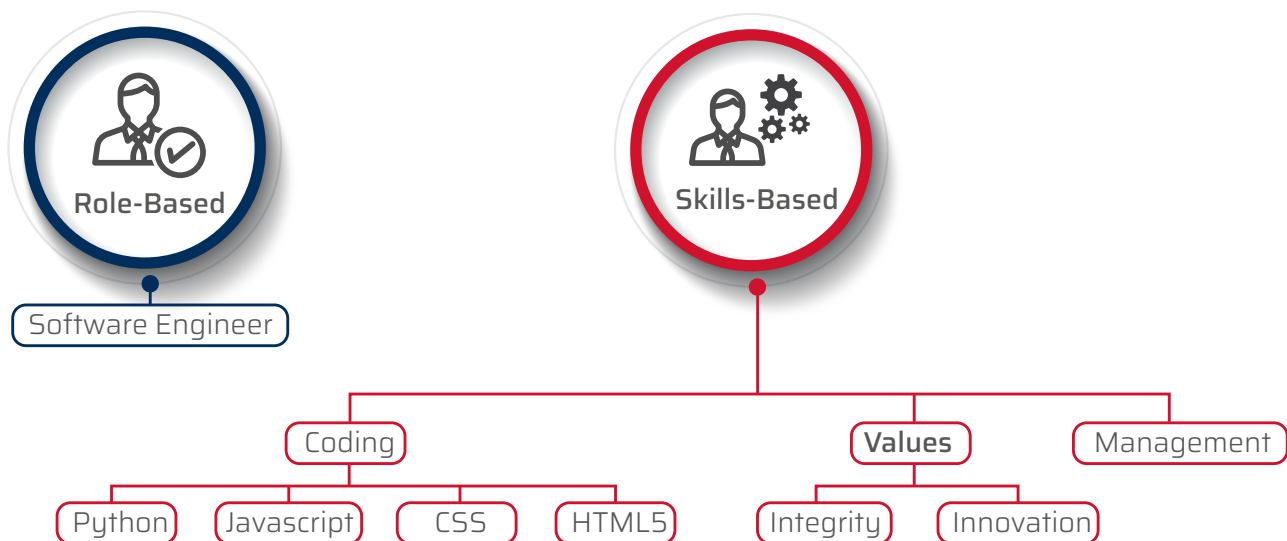 Role-Based
Skills-Based
Software Engineer
Coding
Values
Management
Python
Javascript
CSS
HTML5
Integrity
Innovation